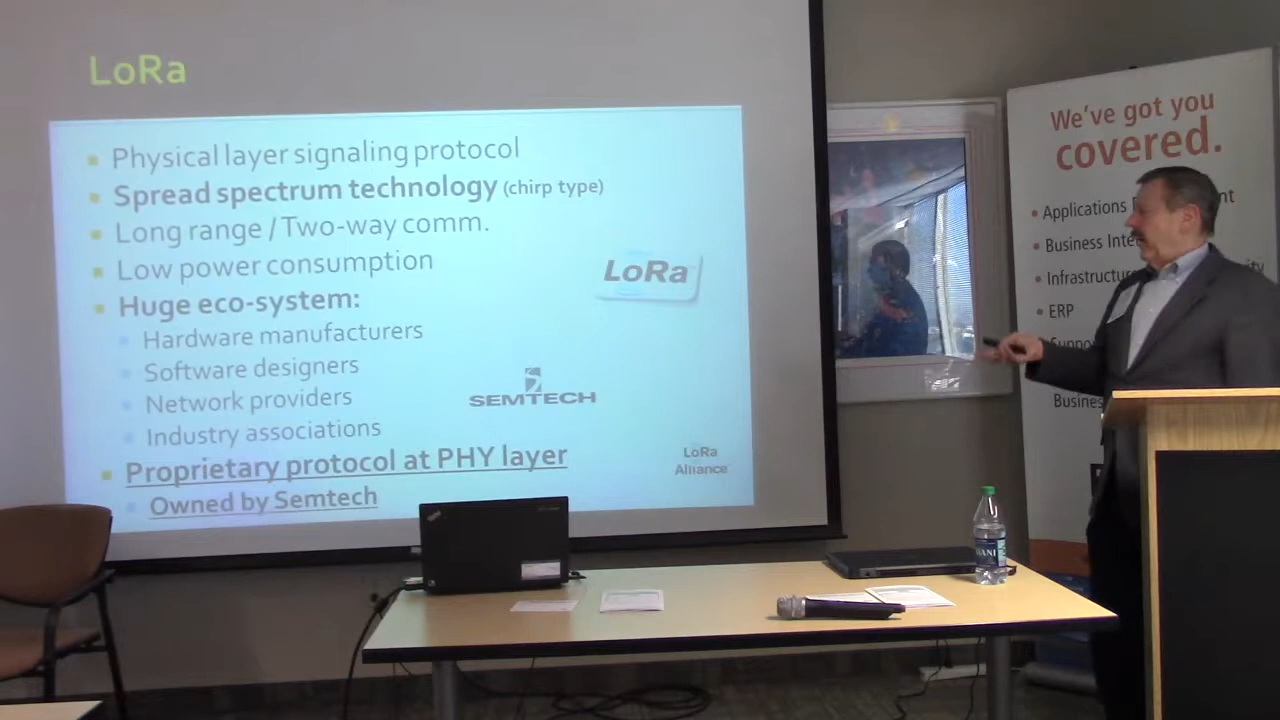 LoRa
Physical layer signaling protocol
Spread spectrum technology (chirp type)
Long range / Two-way comm.
Low power consumption
Huge eco-system:
Hardware manufacturers
Software designers
Network providers
Industry associations
Proprietary protocol at PHY layer
Owned by Semtech
LoRa
SEMTECH
LoRa
Alliance
We've got you
covered.
Applications
Business
Infrastructure
ERP
Business